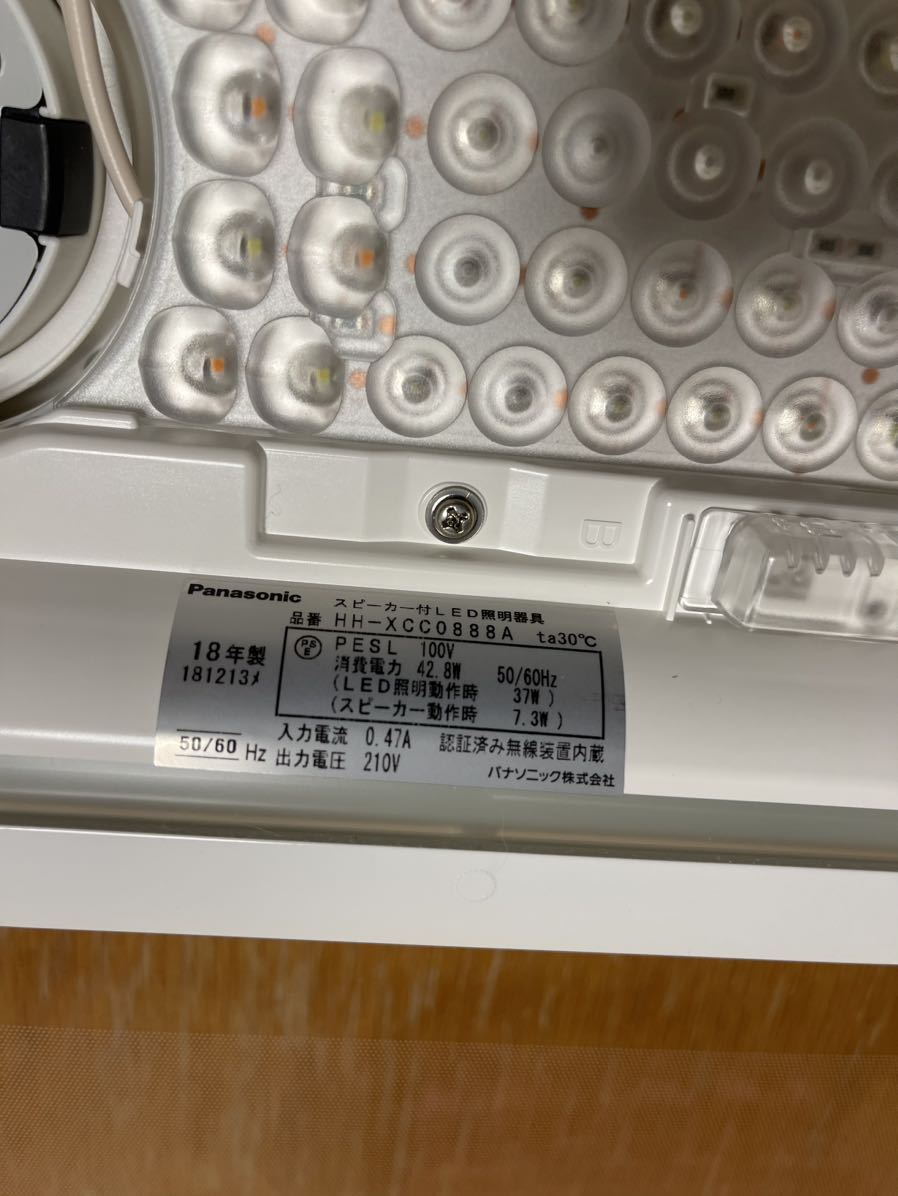 B
Panasonic
スピーカー付LED照明器具
品番 HH-XCC0888A ta30℃
18年製
181213メ
PS E PESL 100V
消費電力 42.8W 50/60Hz
(LED照明動作時 37W)
(スピーカー動作時 7.3W)
50/60 Hz
入力電流 0.47A 認証済み無線装置内蔵
出力電圧 210V
パナソニック株式会社